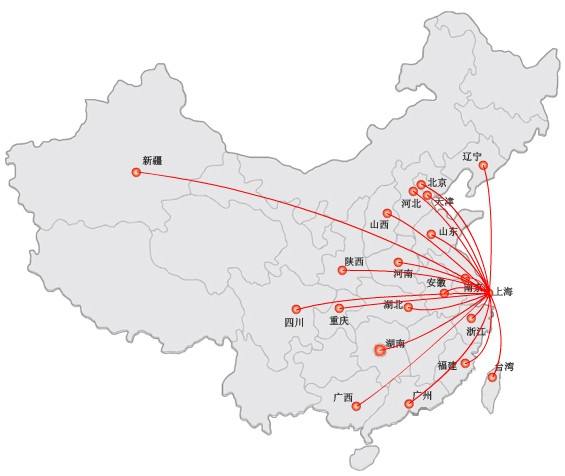 辽宁
新疆
北京
天津
河北
山西
山东
陕西
河南
安徽
南京
上海
湖北
四川
重庆
浙江
湖南
福建
台湾
广西
广州